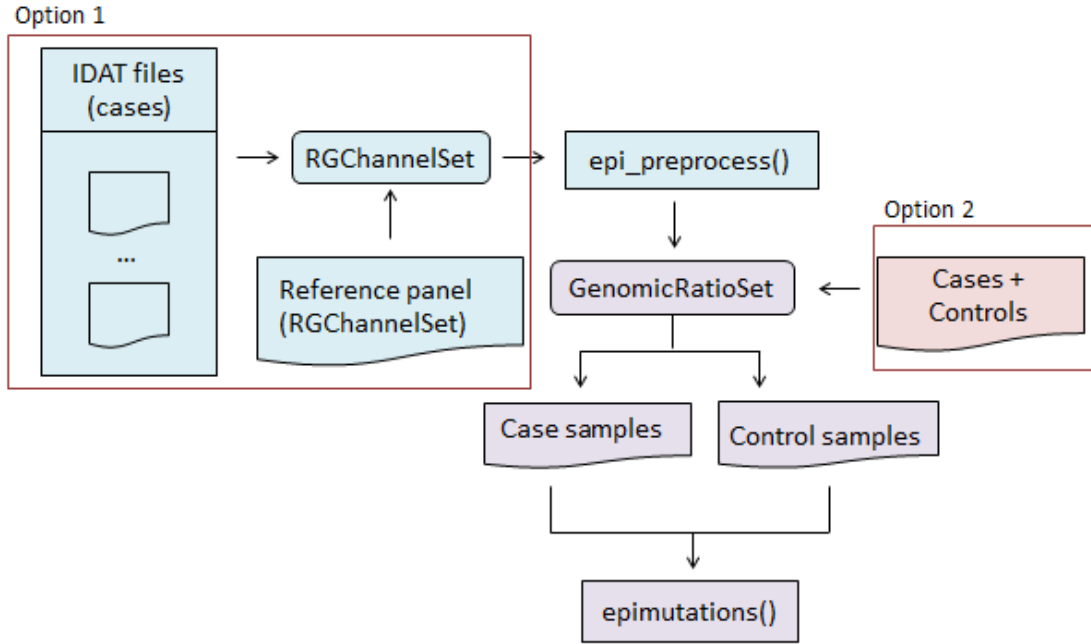 Option 1
IDAT files
(cases)
...
RGChannelSet
Reference panel
(RGChannelSet)
epi_preprocess()
Option 2
Cases +
Controls
GenomicRatioSet
Case samples
Control samples
epimutations()